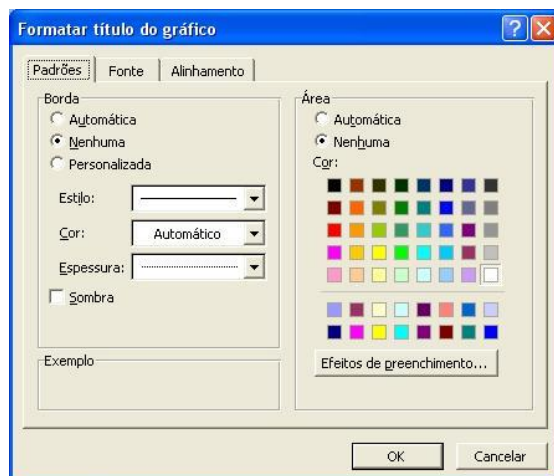 Formatar título do gráfico
Padrões
Fonte
Alinhamento
Borda
Automática
Nenhuma
Personalizada
Estilo:
Cor:
Automático
Espessura:
Sombra
Exemplo
Área
Automática
Nenhuma
Cor:
Efeitos de preenchimento...
OK
Cancelar